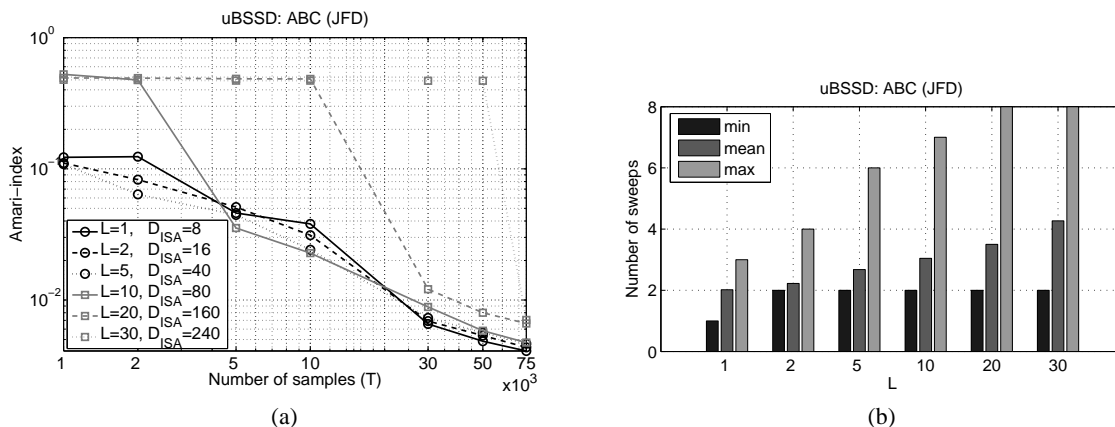 uBSSD: ABC (JFD)
10^0
10^−1
10^−2
Amari−index
L=1, D_ISA=8
L=2, D_ISA=16
L=5, D_ISA=40
L=10, D_ISA=80
L=20, D_ISA=160
L=30, D_ISA=240
1 2 5 10 30 50 75
Number of samples (T)
x10^3
(a)
uBSSD: ABC (JFD)
8
6
4
2
0
Number of sweeps
min
mean
max
1 2 5 10 20 30
L
(b)